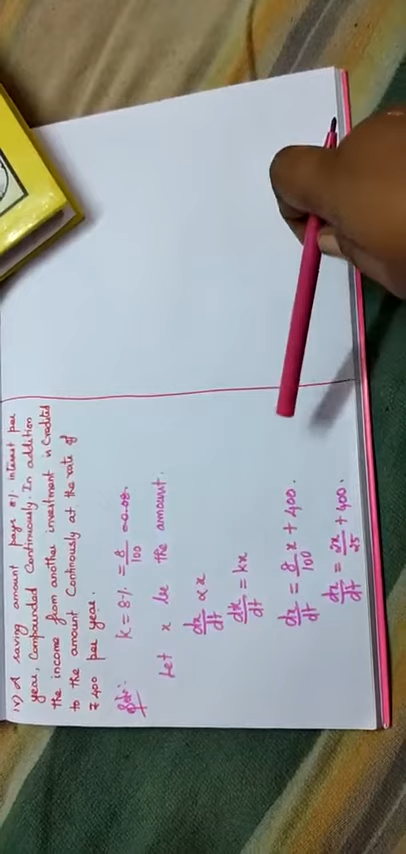 iv) A saving amount pays 8% interest per
year, compounded Continuously. In addition
the income from another investment is Credited
to the amount Continously at the rate of
₹400 per year.
Soln:
k = 8% = 8/100 = 0.08.
Let x be the amount.
dx/dt ∝ x
dx/dt = kx
dx/dt = 8/100 x + 400.
dx/dt = 2x/25 + 400.